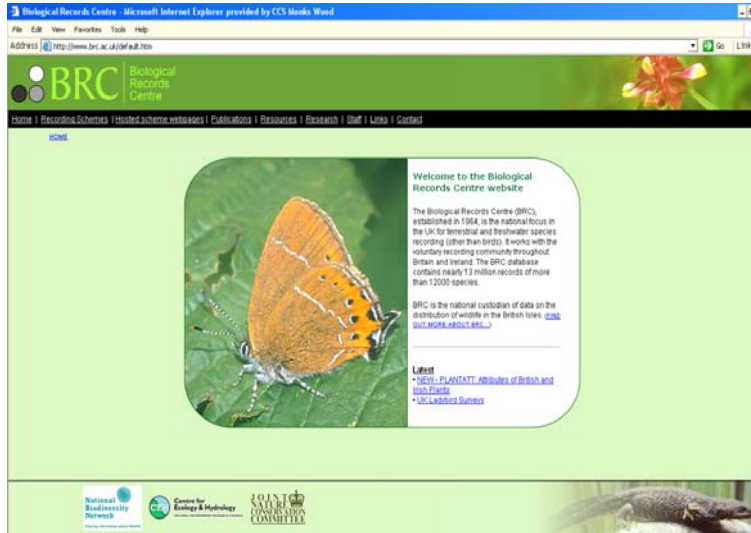 Biological Records Centre - Microsoft Internet Explorer provided by CCS Monks Wood
File Edit View Favorites Tools Help
Address http://www.brc.ac.uk/default.htm Go Link
BRC Biological
Records
Centre
Home | Recording Schemes | Hosted scheme webpages | Publications | Resources | Research | Staff | Links | Contact
HOME
Welcome to the Biological
Records Centre website
The Biological Records Centre (BRC),
established in 1964, is the national focus in
the UK for terrestrial and freshwater species
recording (other than birds). It works with the
voluntary recording community throughout
Britain and Ireland. The BRC database
contains nearly 13 million records of more
than 12000 species.
BRC is the national custodian of data on the
distribution of wildlife in the British Isles. (FIND
OUT MORE ABOUT BRC...)
Latest
• NEW - PLANTATT: Attributes of British and
Irish Plants
• UK Ladybird Surveys
National
Biodiversity
Network
CEH Centre for
Ecology & Hydrology
JOINT
NATURE
CONSERVATION
COMMITTEE